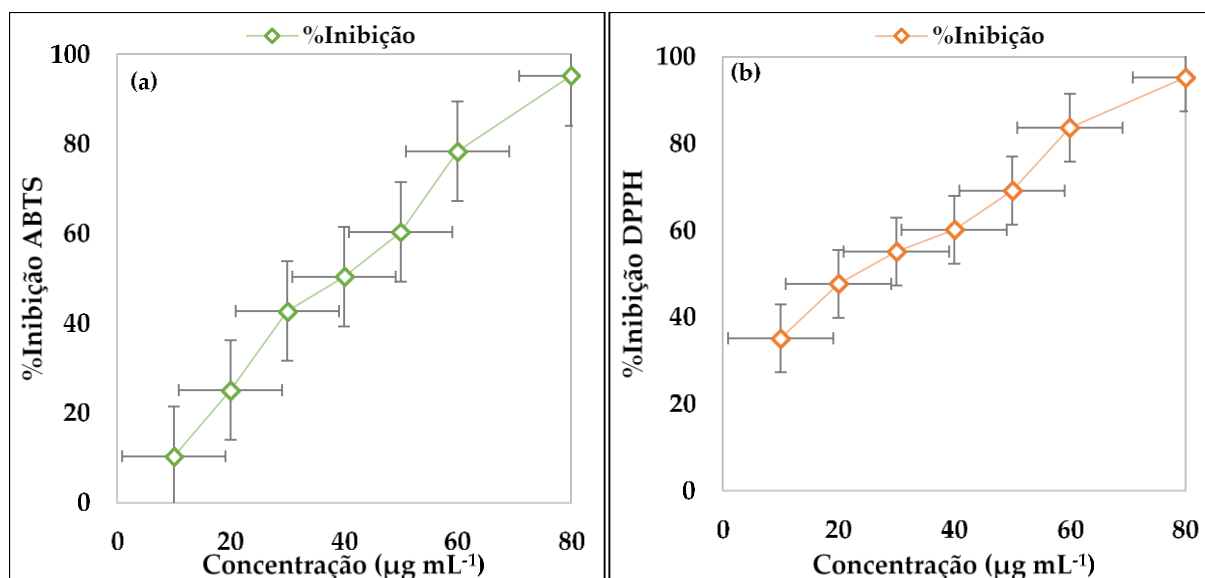 %Inibição
(a)
%Inibição ABTS
100
80
60
40
20
0
0 20 40 60 80
Concentração (µg mL-1)
%Inibição
(b)
%Inibição DPPH
100
80
60
40
20
0
0 20 40 60 80
Concentração (µg mL-1)